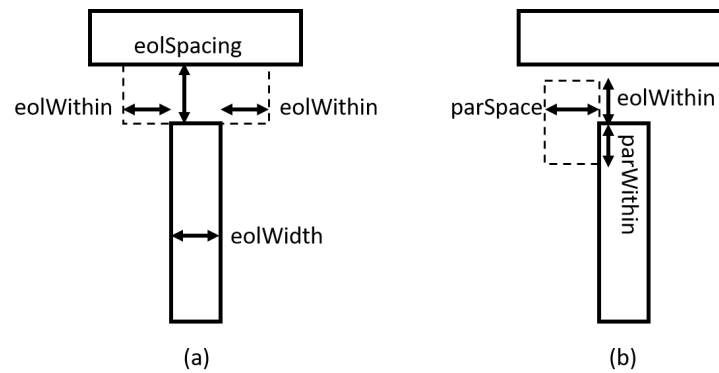 eolSpacing
eolWithin
eolWithin
eolWidth
(a)
eolWithin
parSpace
parWithin
(b)